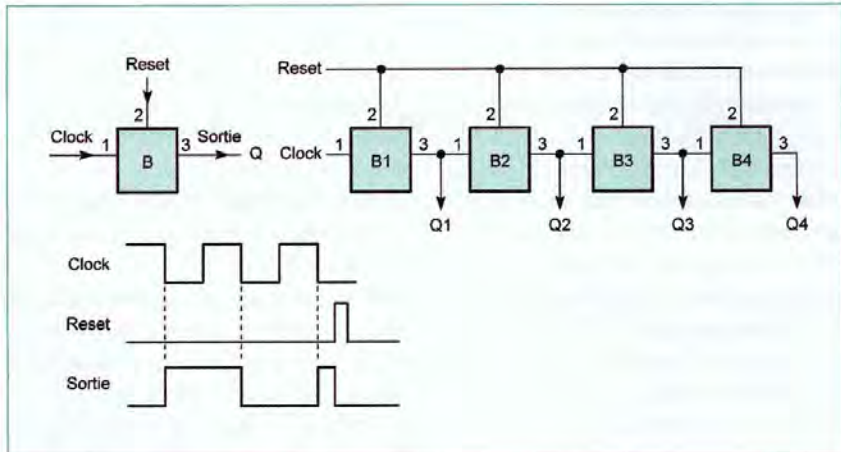 Reset
2
Clock 1 B 3 Sortie Q
Reset
2 2 2 2
Clock 1 B1 3 1 B2 3 1 B3 3 1 B4 3
Q1 Q2 Q3 Q4
Clock
Reset
Sortie